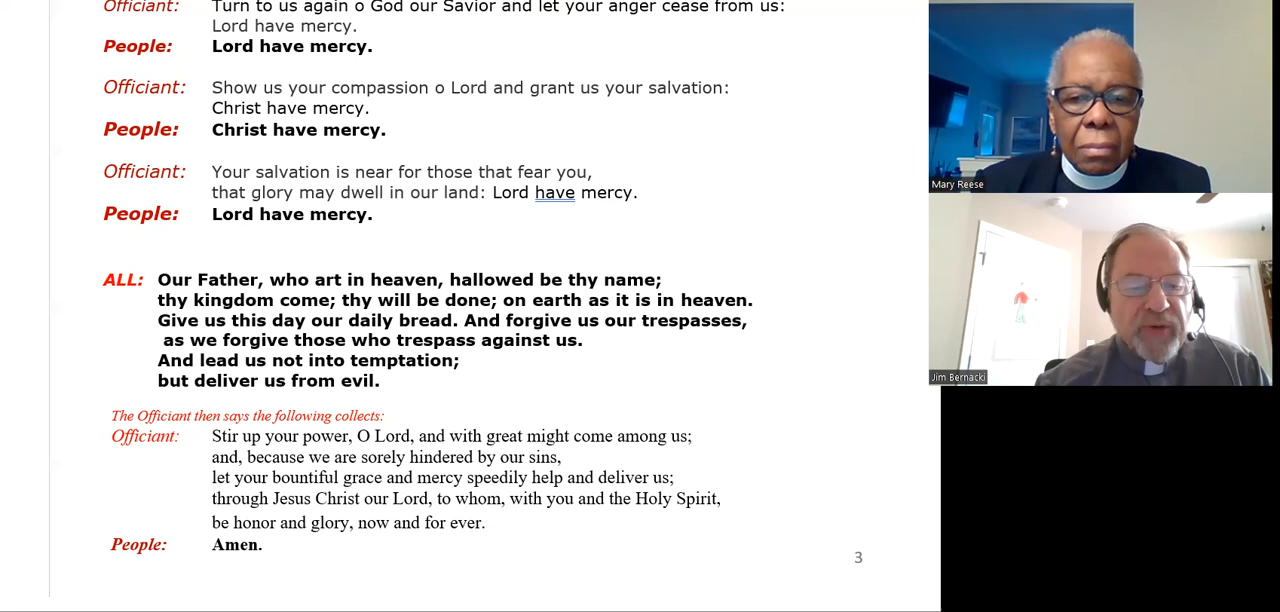 Officiant: Turn to us again o God our Savior and let your anger cease from us:
Lord have mercy.
People: Lord have mercy.
Officiant: Show us your compassion o Lord and grant us your salvation:
Christ have mercy.
People: Christ have mercy.
Officiant: Your salvation is near for those that fear you,
that glory may dwell in our land: Lord have mercy.
People: Lord have mercy.
ALL: Our Father, who art in heaven, hallowed be thy name;
thy kingdom come; thy will be done; on earth as it is in heaven.
Give us this day our daily bread. And forgive us our trespasses,
as we forgive those who trespass against us.
And lead us not into temptation;
but deliver us from evil.
The Officiant then says the following collects:
Officiant: Stir up your power, O Lord, and with great might come among us;
and, because we are sorely hindered by our sins,
let your bountiful grace and mercy speedily help and deliver us;
through Jesus Christ our Lord, to whom, with you and the Holy Spirit,
be honor and glory, now and for ever.
People: Amen.
3
Mary Reese
Jim Bernacki